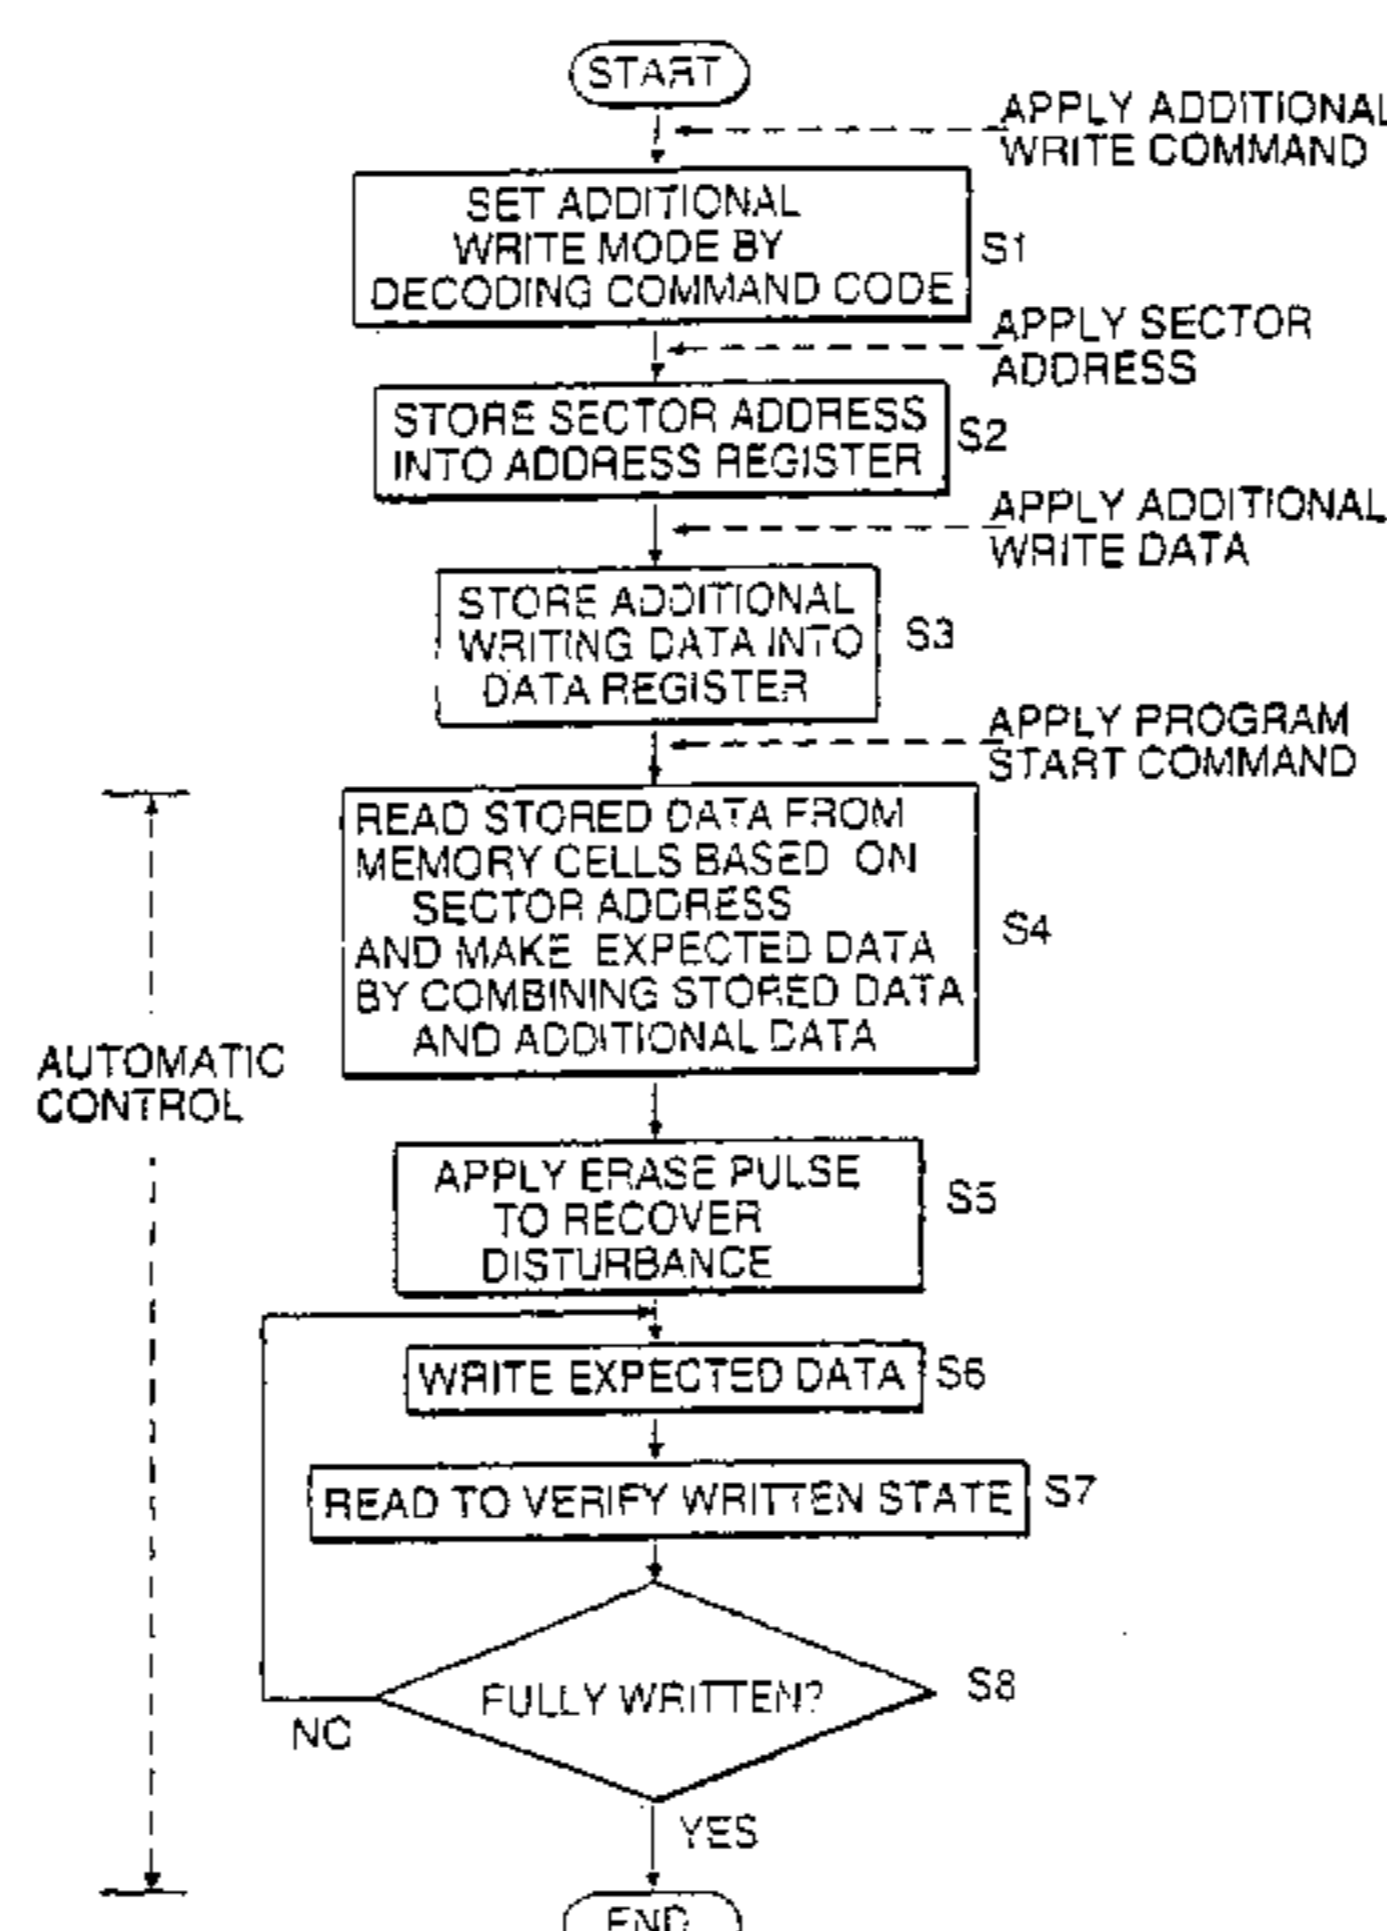 START
APPLY ADDITIONAL
WRITE COMMAND
SET ADDITIONAL
WRITE MODE BY
DECODING COMMAND CODE
S1
APPLY SECTOR
ADDRESS
STORE SECTOR ADDRESS
INTO ADDRESS REGISTER
S2
APPLY ADDITIONAL
WRITE DATA
STORE ADDITIONAL
WRITING DATA INTO
DATA REGISTER
S3
APPLY PROGRAM
START COMMAND
READ STORED DATA FROM
MEMORY CELLS BASED ON
SECTOR ADDRESS
AND MAKE EXPECTED DATA
BY COMBINING STORED DATA
AND ADDITIONAL DATA
S4
AUTOMATIC
CONTROL
APPLY ERASE PULSE
TO RECOVER
DISTURBANCE
S5
WRITE EXPECTED DATA
S6
READ TO VERIFY WRITTEN STATE
S7
FULLY WRITTEN?
S8
NO
YES
END